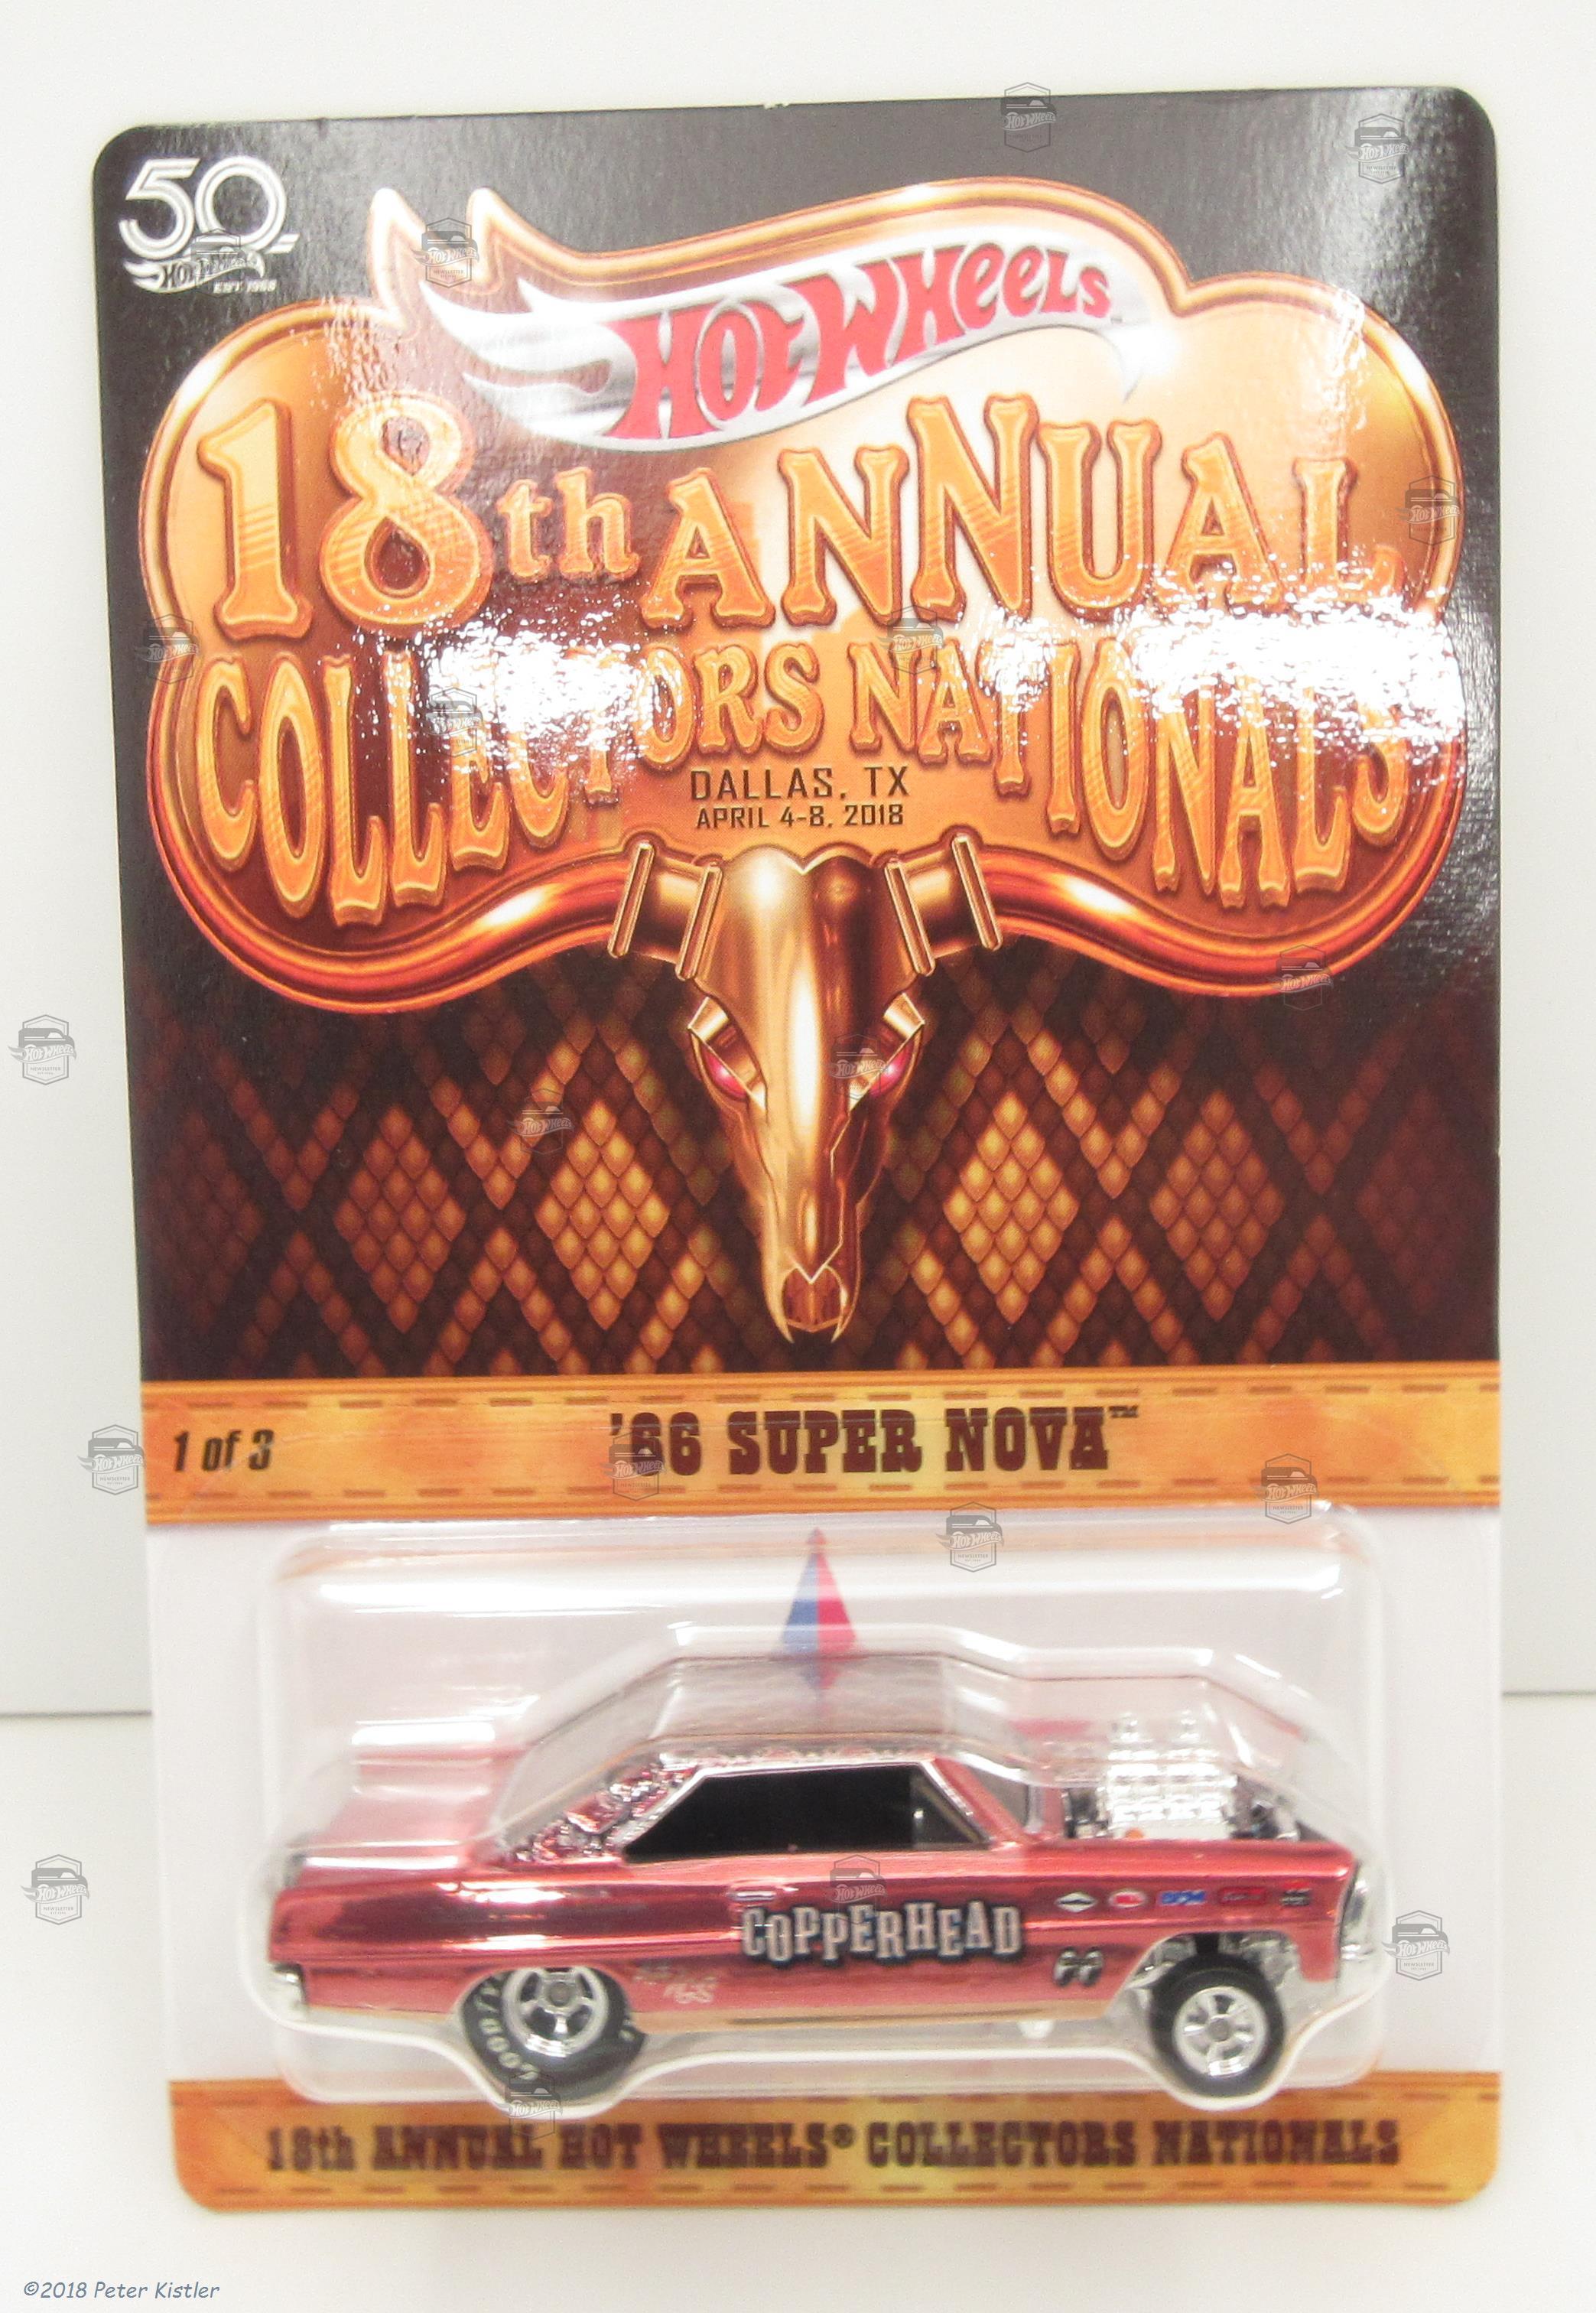 50
HOT WHEELS
EST. 1968
HOT WHEELS
18th ANNUAL
COLLECTORS NATIONALS
DALLAS, TX
APRIL 4-8, 2018
1 of 3
'66 SUPER NOVA™
COPPERHEAD
18th ANNUAL HOT WHEELS® COLLECTORS NATIONALS
©2018 Peter Kistler